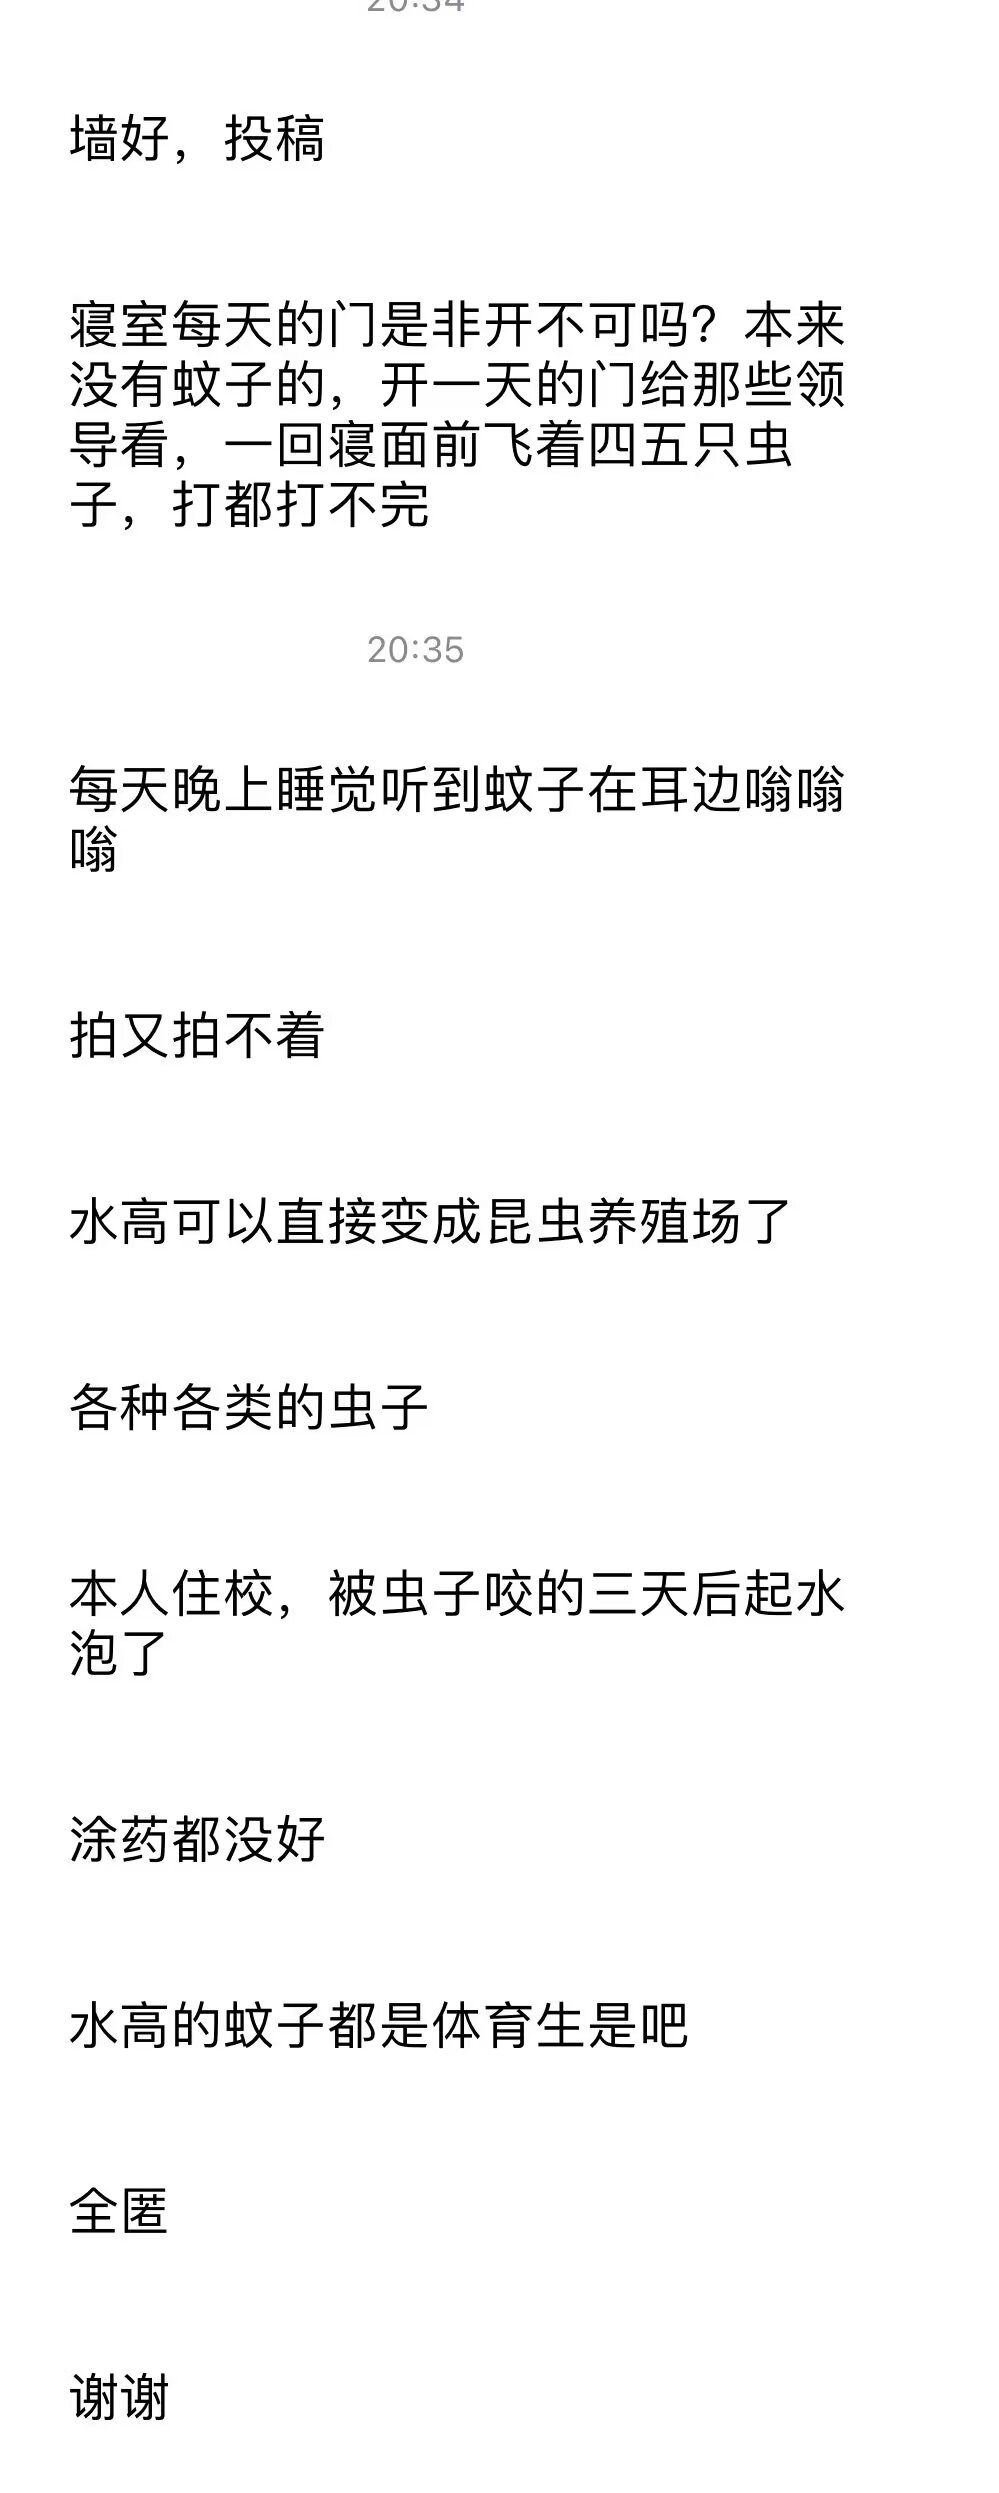 20:34
墙好，投稿
寝室每天的门是非开不可吗？本来
没有蚊子的，开一天的门给那些领
导看，一回寝面前飞着四五只虫
子，打都打不完
20:35
每天晚上睡前听到蚊子在耳边嗡嗡
嗡
拍又拍不着
水高可以直接变成昆虫养殖场了
各种各类的虫子
本人住校，被虫子咬的三天后起水
泡了
涂药都没好
水高的蚊子都是体育生是吧
全匿
谢谢